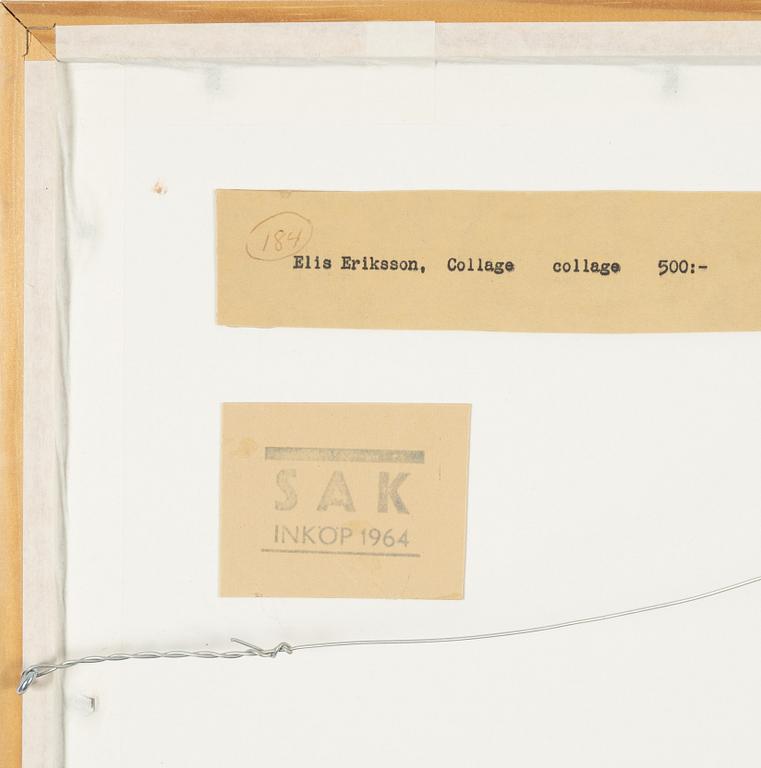 184
Elis Eriksson, Collage collage 500:-
SAK
INKÖP 1964